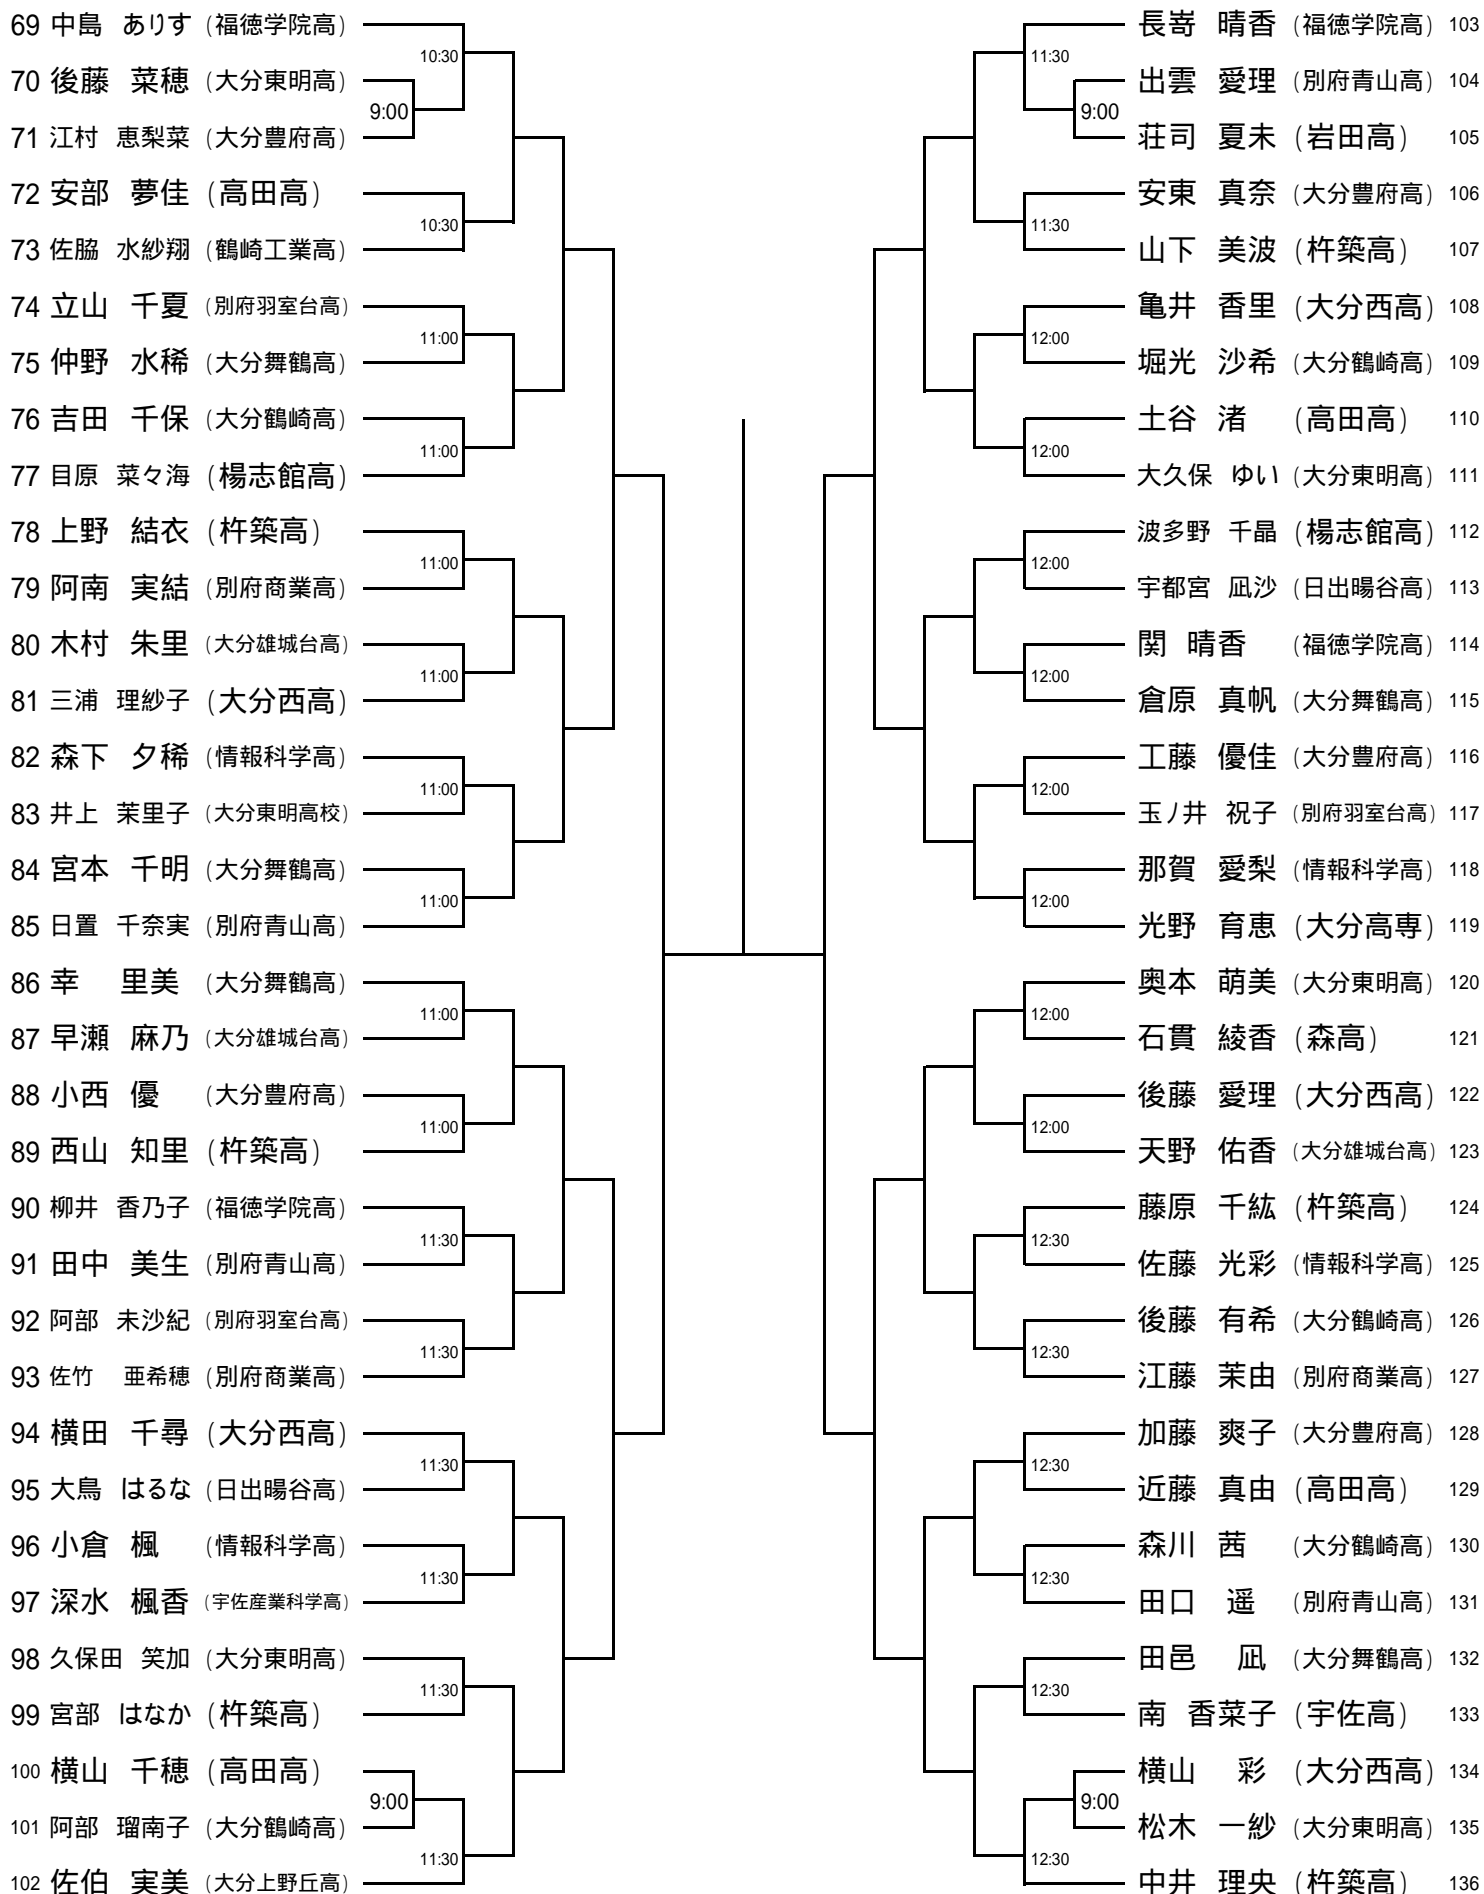 69 中島 ありす (福徳学院高)
10:30
70 後藤 菜穂 (大分東明高)
9:00
71 江村 恵梨菜 (大分豊府高)
72 安部 夢佳 (高田高)
10:30
73 佐脇 水紗翔 (鶴崎工業高)
74 立山 千夏 (別府羽室台高)
11:00
75 仲野 水稀 (大分舞鶴高)
76 吉田 千保 (大分鶴崎高)
11:00
77 目原 菜々海 (楊志館高)
78 上野 結衣 (杵築高)
11:00
79 阿南 実結 (別府商業高)
80 木村 朱里 (大分雄城台高)
11:00
81 三浦 理紗子 (大分西高)
82 森下 夕稀 (情報科学高)
11:00
83 井上 茉里子 (大分東明高校)
84 宮本 千明 (大分舞鶴高)
11:00
85 日置 千奈実 (別府青山高)
86 幸 里美 (大分舞鶴高)
11:00
87 早瀬 麻乃 (大分雄城台高)
88 小西 優 (大分豊府高)
11:00
89 西山 知里 (杵築高)
90 柳井 香乃子 (福徳学院高)
11:30
91 田中 美生 (別府青山高)
92 阿部 未沙紀 (別府羽室台高)
11:30
93 佐竹 亜希穂 (別府商業高)
94 横田 千尋 (大分西高)
11:30
95 大鳥 はるな (日出暘谷高)
96 小倉 楓 (情報科学高)
11:30
97 深水 楓香 (宇佐産業科学高)
98 久保田 笑加 (大分東明高)
11:30
99 宮部 はなか (杵築高)
100 横山 千穂 (高田高)
9:00
101 阿部 瑠南子 (大分鶴崎高)
11:30
102 佐伯 実美 (大分上野丘高)
長嵜 晴香 (福徳学院高) 103
11:30
出雲 愛理 (別府青山高) 104
9:00
荘司 夏未 (岩田高) 105
安東 真奈 (大分豊府高) 106
11:30
山下 美波 (杵築高) 107
亀井 香里 (大分西高) 108
12:00
堀光 沙希 (大分鶴崎高) 109
土谷 渚 (高田高) 110
12:00
大久保 ゆい (大分東明高) 111
波多野 千晶 (楊志館高) 112
12:00
宇都宮 凪沙 (日出暘谷高) 113
関 晴香 (福徳学院高) 114
12:00
倉原 真帆 (大分舞鶴高) 115
工藤 優佳 (大分豊府高) 116
12:00
玉ノ井 祝子 (別府羽室台高) 117
那賀 愛梨 (情報科学高) 118
12:00
光野 育恵 (大分高専) 119
奥本 萌美 (大分東明高) 120
12:00
石貫 綾香 (森高) 121
後藤 愛理 (大分西高) 122
12:00
天野 佑香 (大分雄城台高) 123
藤原 千紘 (杵築高) 124
12:30
佐藤 光彩 (情報科学高) 125
後藤 有希 (大分鶴崎高) 126
12:30
江藤 茉由 (別府商業高) 127
加藤 爽子 (大分豊府高) 128
12:30
近藤 真由 (高田高) 129
森川 茜 (大分鶴崎高) 130
12:30
田口 遥 (別府青山高) 131
田邑 凪 (大分舞鶴高) 132
12:30
南 香菜子 (宇佐高) 133
横山 彩 (大分西高) 134
9:00
松木 一紗 (大分東明高) 135
12:30
中井 理央 (杵築高) 136